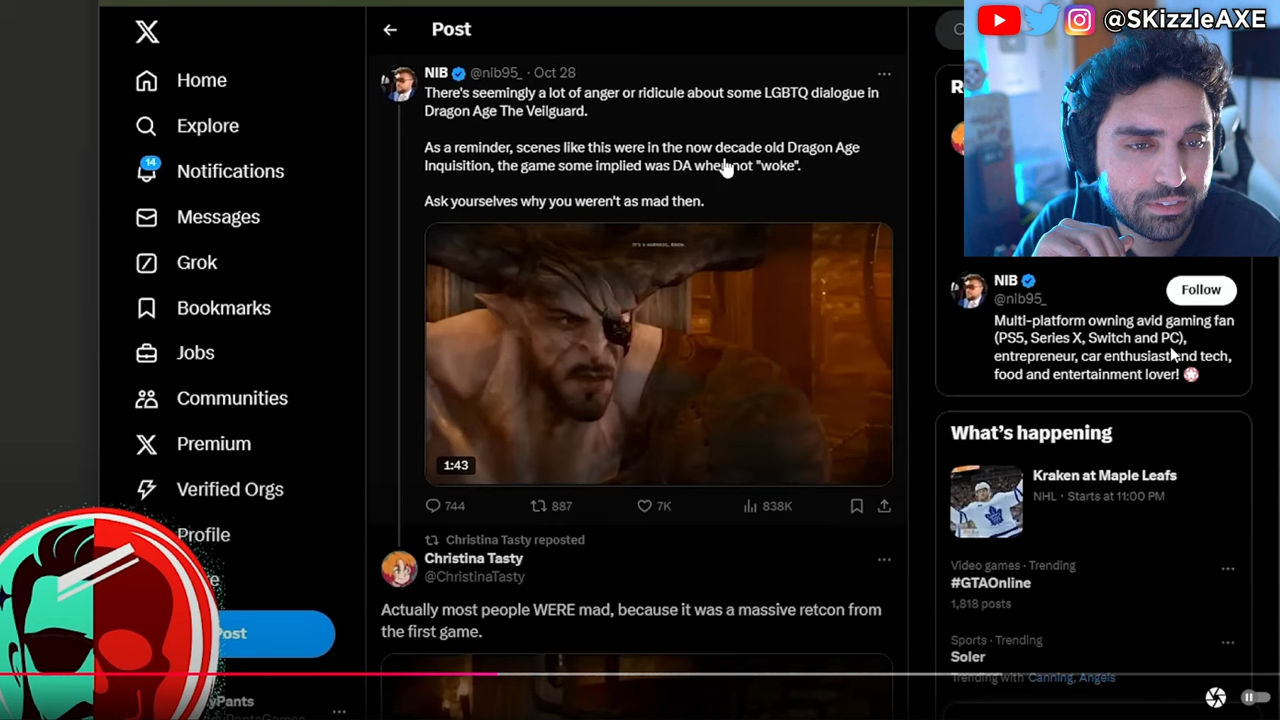 @SKizzleAXE
Post
Home
Explore
14
Notifications
Messages
Grok
Bookmarks
Jobs
Communities
Premium
Verified Orgs
Profile
Post
NIB @nib95_ · Oct 28
There's seemingly a lot of anger or ridicule about some LGBTQ dialogue in
Dragon Age The Veilguard.
As a reminder, scenes like this were in the now decade old Dragon Age
Inquisition, the game some implied was DA when not "woke".
Ask yourselves why you weren't as mad then.
1:43
744
887
7K
838K
Christina Tasty reposted
Christina Tasty
@ChristinaTasty
Actually most people WERE mad, because it was a massive retcon from
the first game.
R
NIB
@nib95_
Follow
Multi-platform owning avid gaming fan
(PS5, Series X, Switch and PC),
entrepreneur, car enthusiast and tech,
food and entertainment lover!
What's happening
Kraken at Maple Leafs
NHL · Starts at 11:00 PM
Video games · Trending
#GTAOnline
1,818 posts
Sports · Trending
Soler
Trending with Canning, Angels